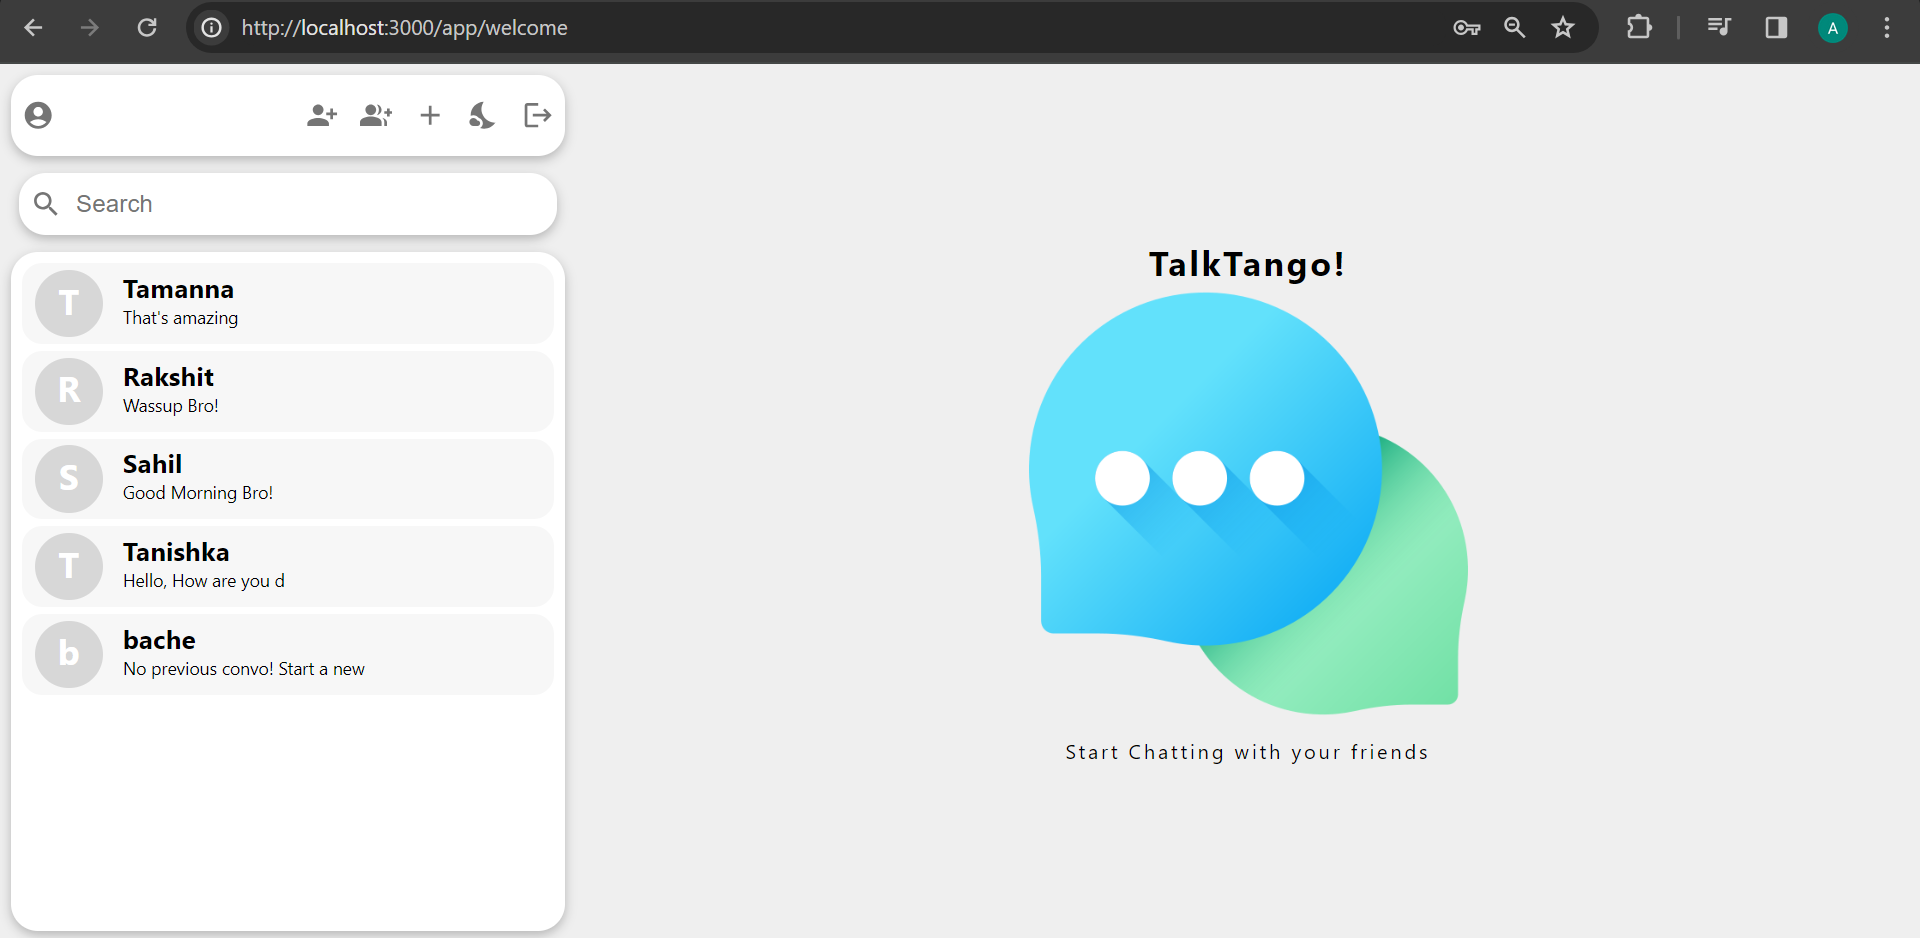 http://localhost:3000/app/welcome
A
Search
T
Tamanna
That's amazing
R
Rakshit
Wassup Bro!
S
Sahil
Good Morning Bro!
T
Tanishka
Hello, How are you d
b
bache
No previous convo! Start a new
TalkTango!
Start Chatting with your friends